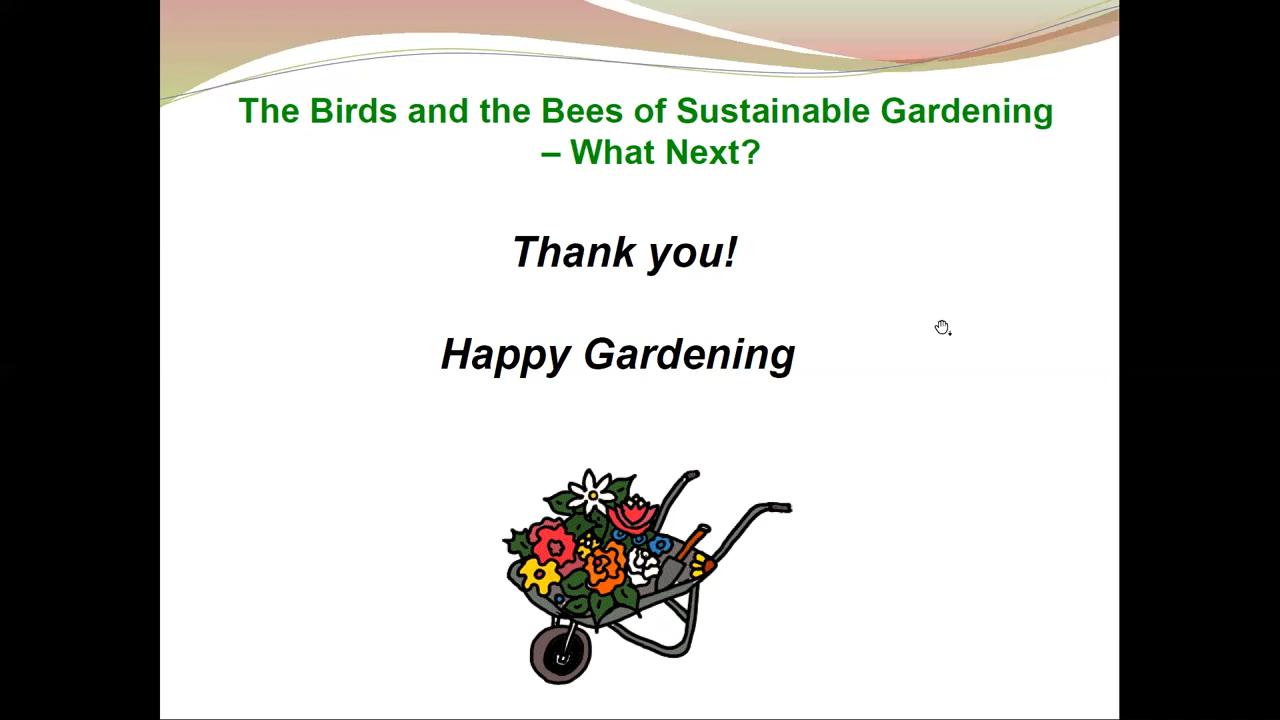 The Birds and the Bees of Sustainable Gardening
– What Next?
Thank you!
Happy Gardening